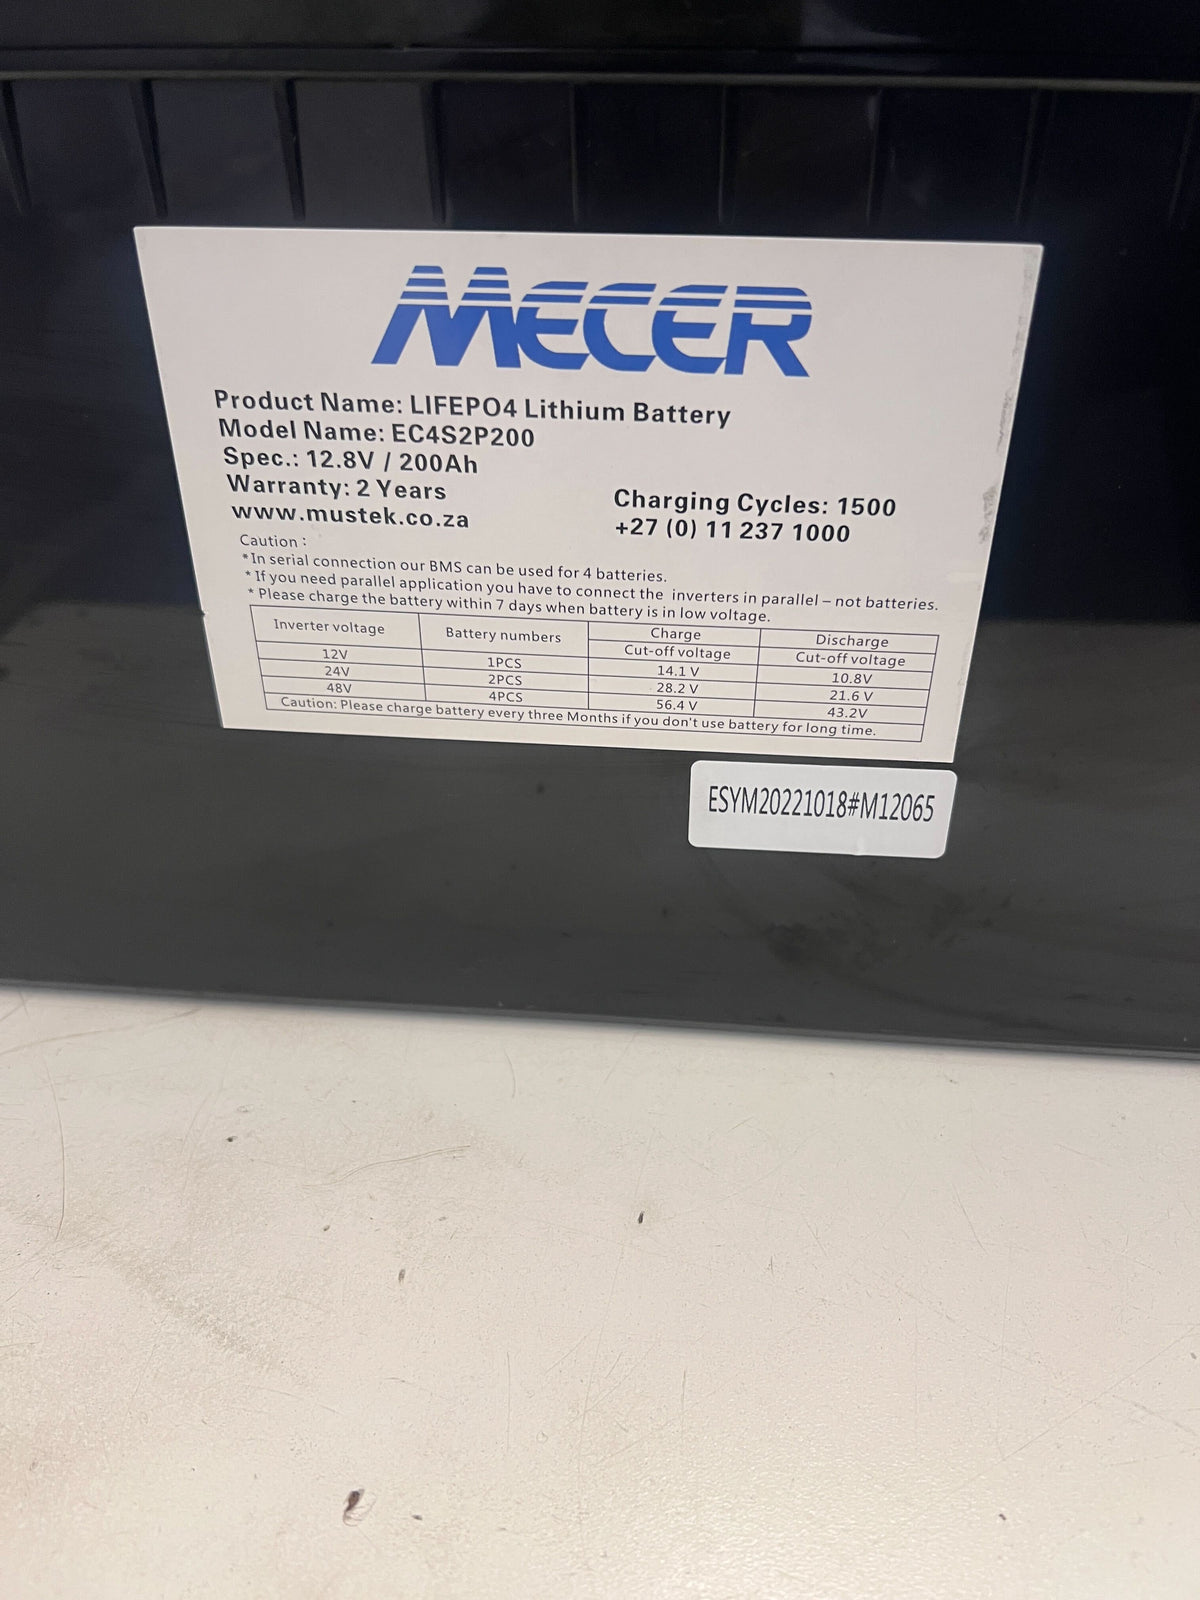 MECER
Product Name: LIFEPO4 Lithium Battery
Model Name: EC4S2P200
Spec.: 12.8V / 200Ah
Warranty: 2 Years
Charging Cycles: 1500
www.mustek.co.za
+27 (0) 11 237 1000
Caution :
*In serial connection our BMS can be used for 4 batteries.
* If you need parallel application you have to connect the inverters in parallel – not batteries.
* Please charge the battery within 7 days when battery is in low voltage.
Inverter voltage Battery numbers Charge Cut-off voltage Discharge Cut-off voltage
12V 1PCS 14.1 V 10.8V
24V 2PCS 28.2 V 21.6 V
48V 4PCS 56.4 V 43.2V
Caution: Please charge battery every three Months if you don't use battery for long time.
ESYM20221018#M12065